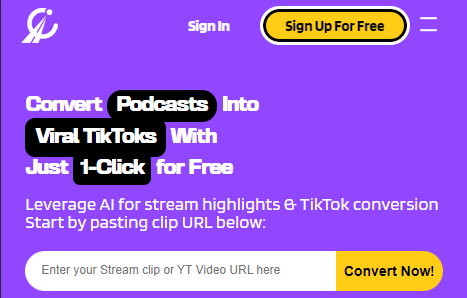 Sign In
Sign Up For Free
Convert Podcasts Into
Viral TikToks With
Just 1-Click for Free
Leverage AI for stream highlights & TikTok conversion
Start by pasting clip URL below:
Enter your Stream clip or YT Video URL here
Convert Now!